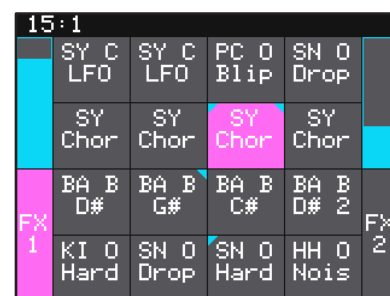 15:1
SY C SY C PC O SN O
LFO LFO Blip Drop
SY SY SY SY
Chor Chor Chor Chor
BA B BA B BA B BA B
D# G# C# D# 2
FX FX
1 2
KI O SN O SN O HH O
Hard Drop Hard Nois